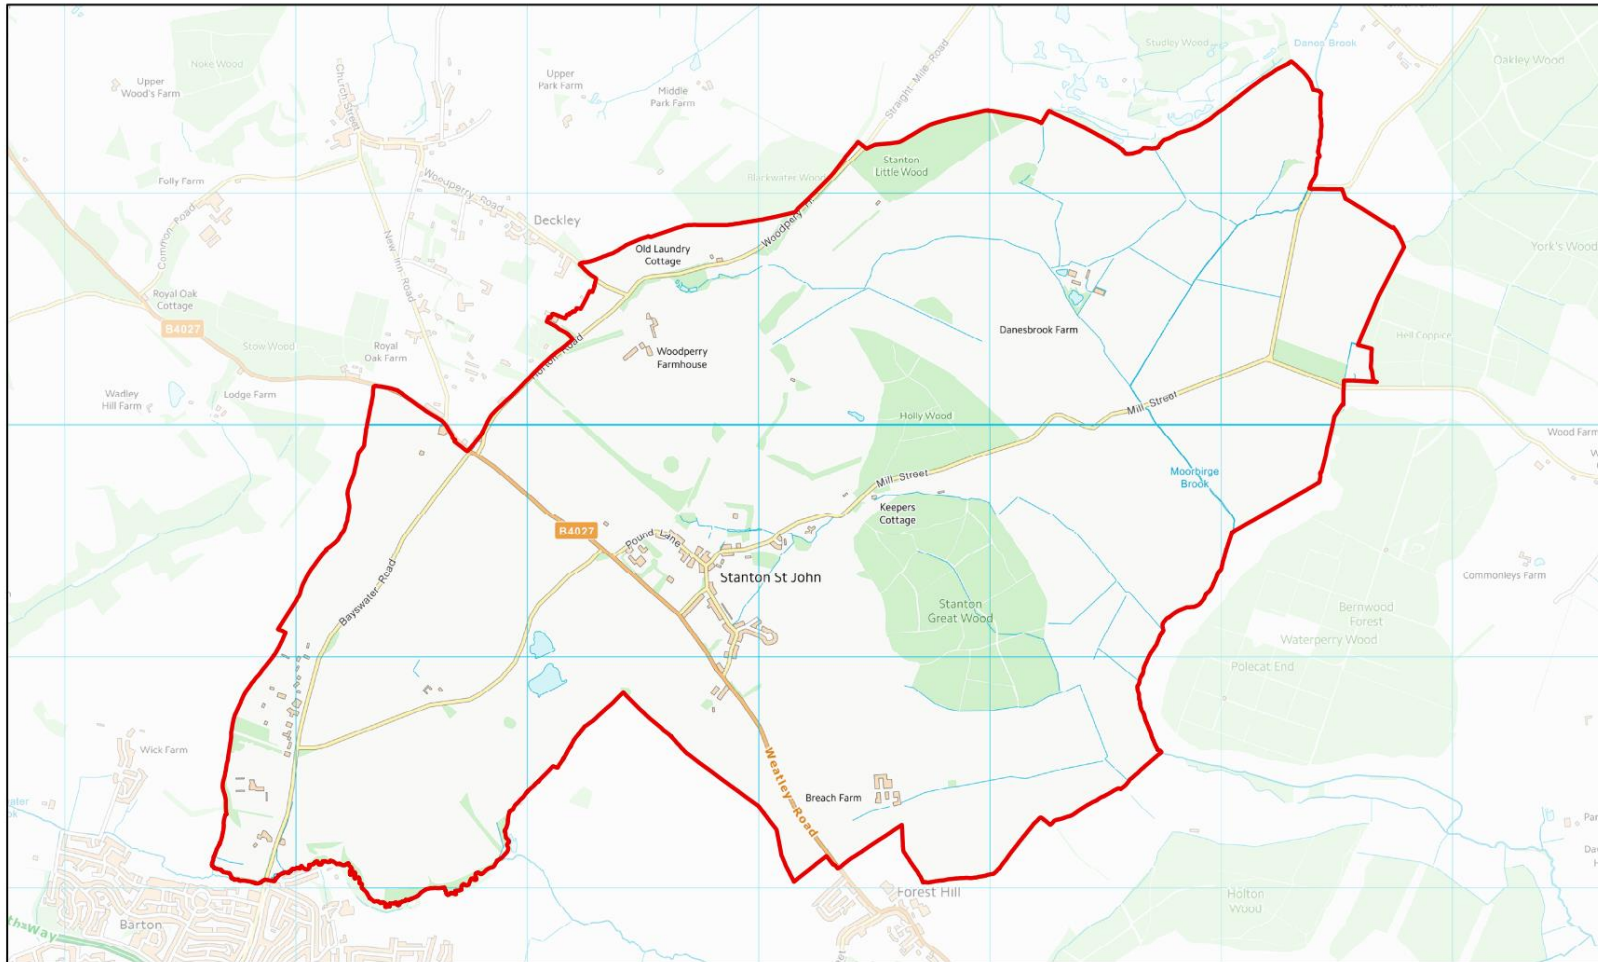 Noke Wood
Upper
Wood's Farm
Church Street
Upper
Park Farm
Middle
Park Farm
Straight Mile Road
Studley Wood
Danes Brook
Oakley Wood
Folly Farm
Common Road
Woeuperry Road
Deckley
New Inn Road
Blackwater Wood
Stanton
Little Wood
Royal Oak
Cottage
B4027
Old Laundry
Cottage
York's Wood
Stow Wood
Royal
Oak Farm
Woodperry
Farmhouse
Danesbrook Farm
Hell Coppice
Wadley
Hill Farm
Lodge Farm
Holly Wood
Mill Street
Wood Farm
Mill Street
Moorbirge
Brook
Keepers
Cottage
B4027
Pound Lane
Bayswater Road
Stanton St John
Commonleys Farm
Stanton
Great Wood
Bernwood
Forest
Waterperry Wood
Polecat End
Wick Farm
Weatley Road
Breach Farm
Forest Hill
Holton
Wood
Barton